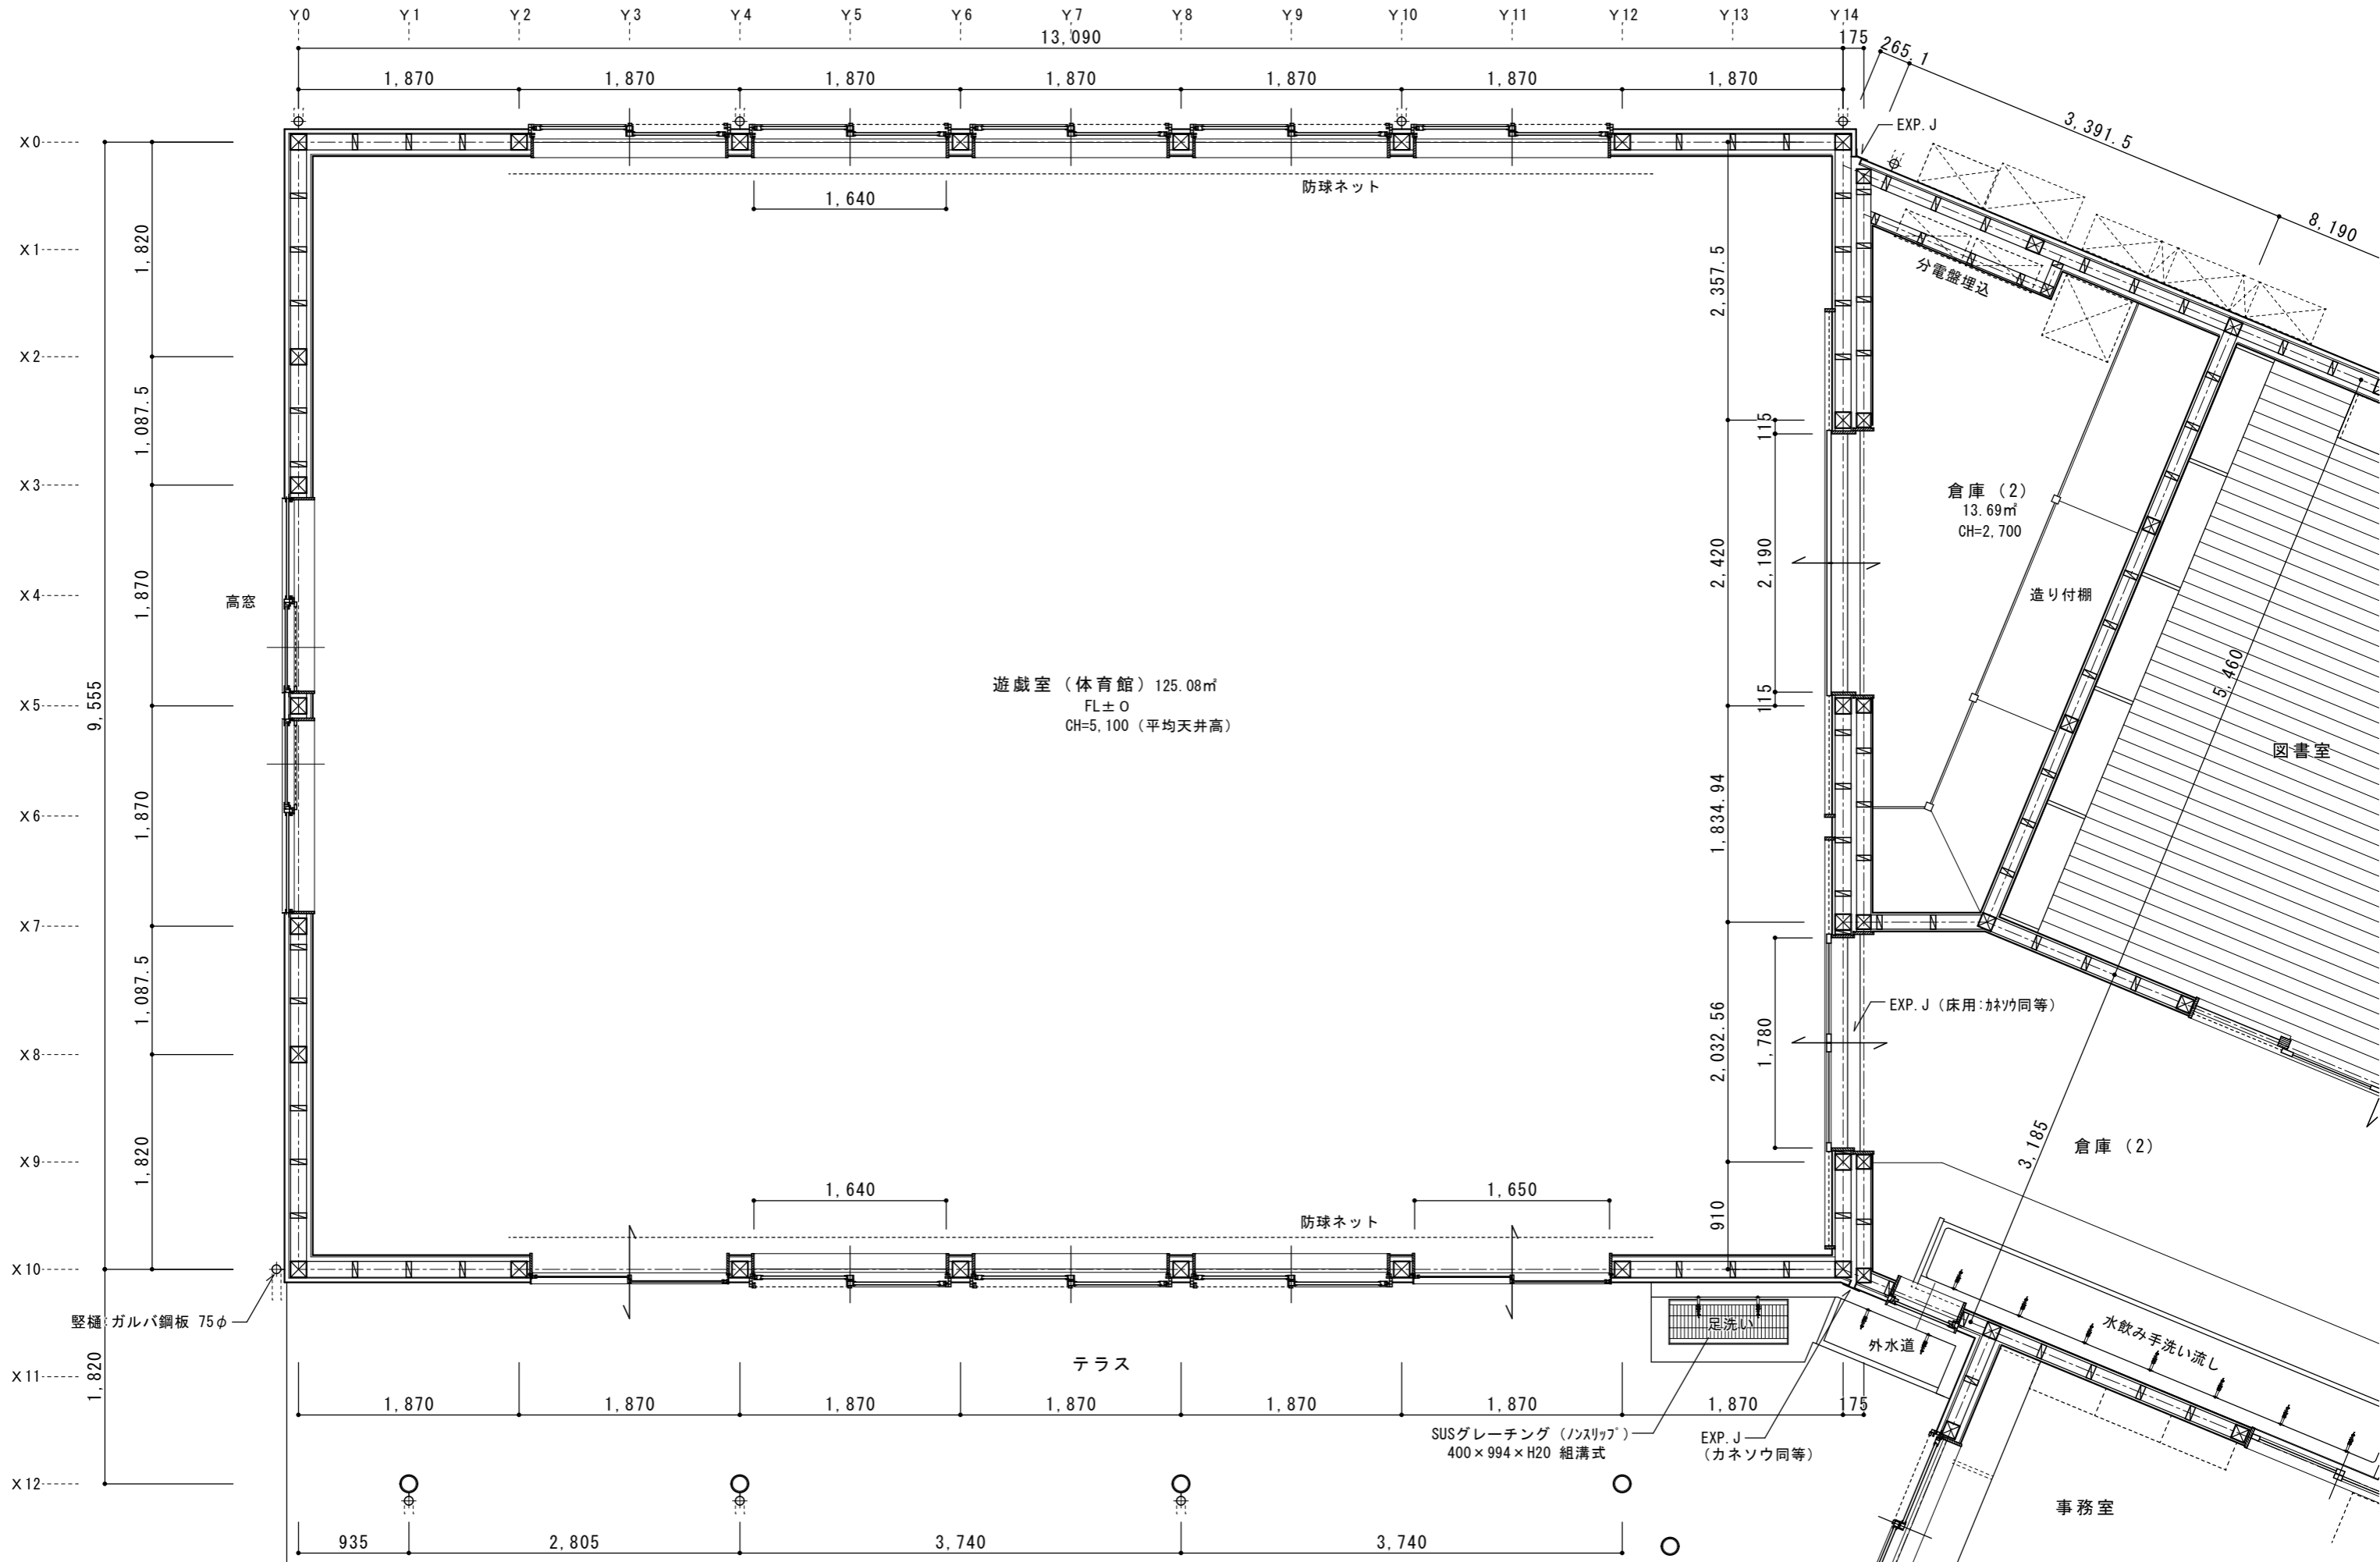 Y0 Y1 Y2 Y3 Y4 Y5 Y6 Y7 Y8 Y9 Y10 Y11 Y12 Y13 Y14
13,090
175
265.1
1,870 1,870 1,870 1,870 1,870 1,870 1,870
3,391.5
8,190
EXP.J
X0
X1
X2
X3
X4
X5
X6
X7
X8
X9
X10
X11
X12
9,555
1,820
1,820
1,087.5
1,870
1,870
1,087.5
1,820
高窓
防球ネット
1,640
2,357.5
115
2,420
2,190
115
1,834.94
2,032.56
1,780
910
分電盤埋込
倉庫(2)
13.69㎡
CH=2,700
造り付棚
5,460
図書室
遊戯室(体育館)125.08㎡
FL±0
CH=5,100(平均天井高)
EXP.J(床用:カネソウ同等)
3,185
倉庫(2)
1,640
1,650
防球ネット
竪樋:ガルバ鋼板 75φ
足洗い
外水道
水飲み手洗い流し
テラス
1,870 1,870 1,870 1,870 1,870 1,870 1,870 175
SUSグレーチング(ノンスリップ)
400×994×H20 組溝式
EXP.J
(カネソウ同等)
事務室
935 2,805 3,740 3,740